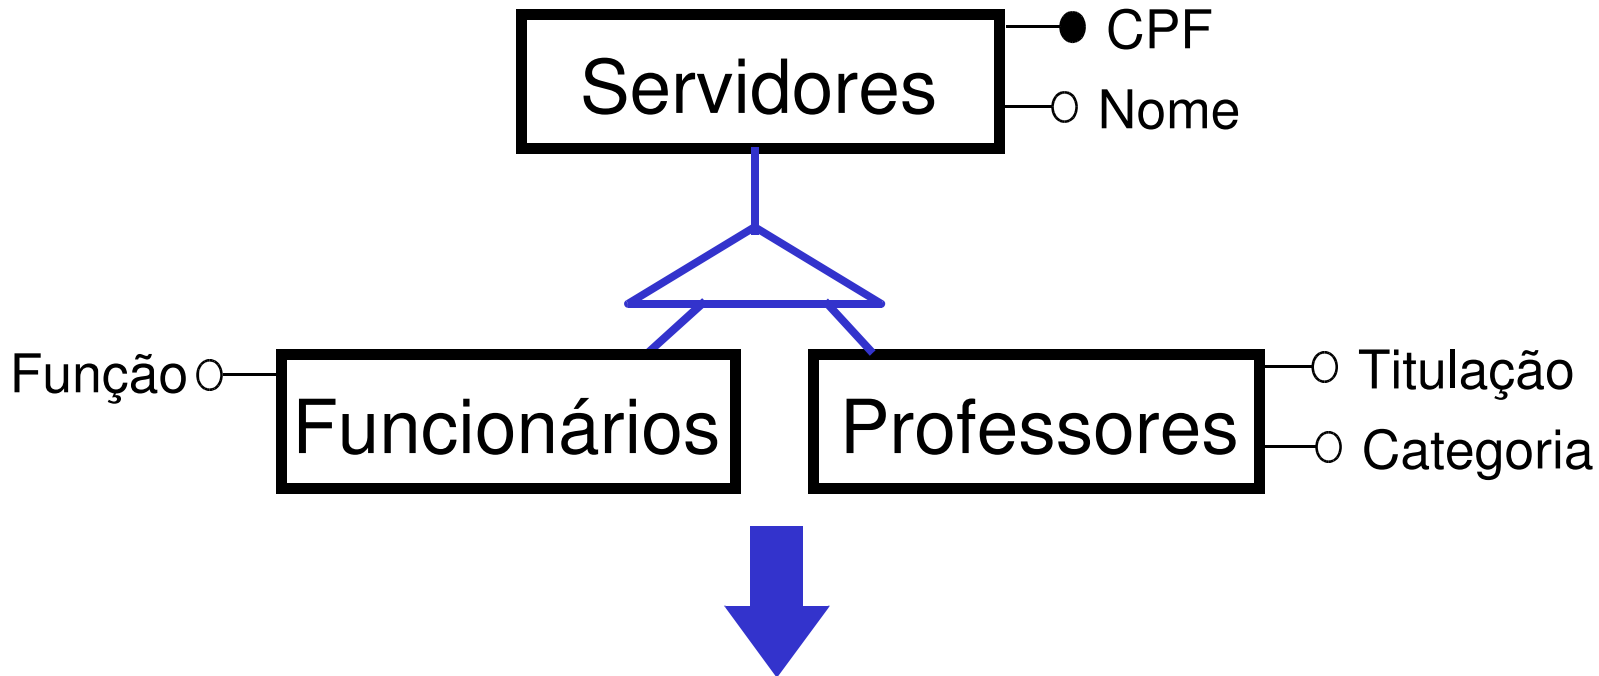 CPF
Servidores
Nome
Função
Funcionários
Professores
Titulação
Categoria